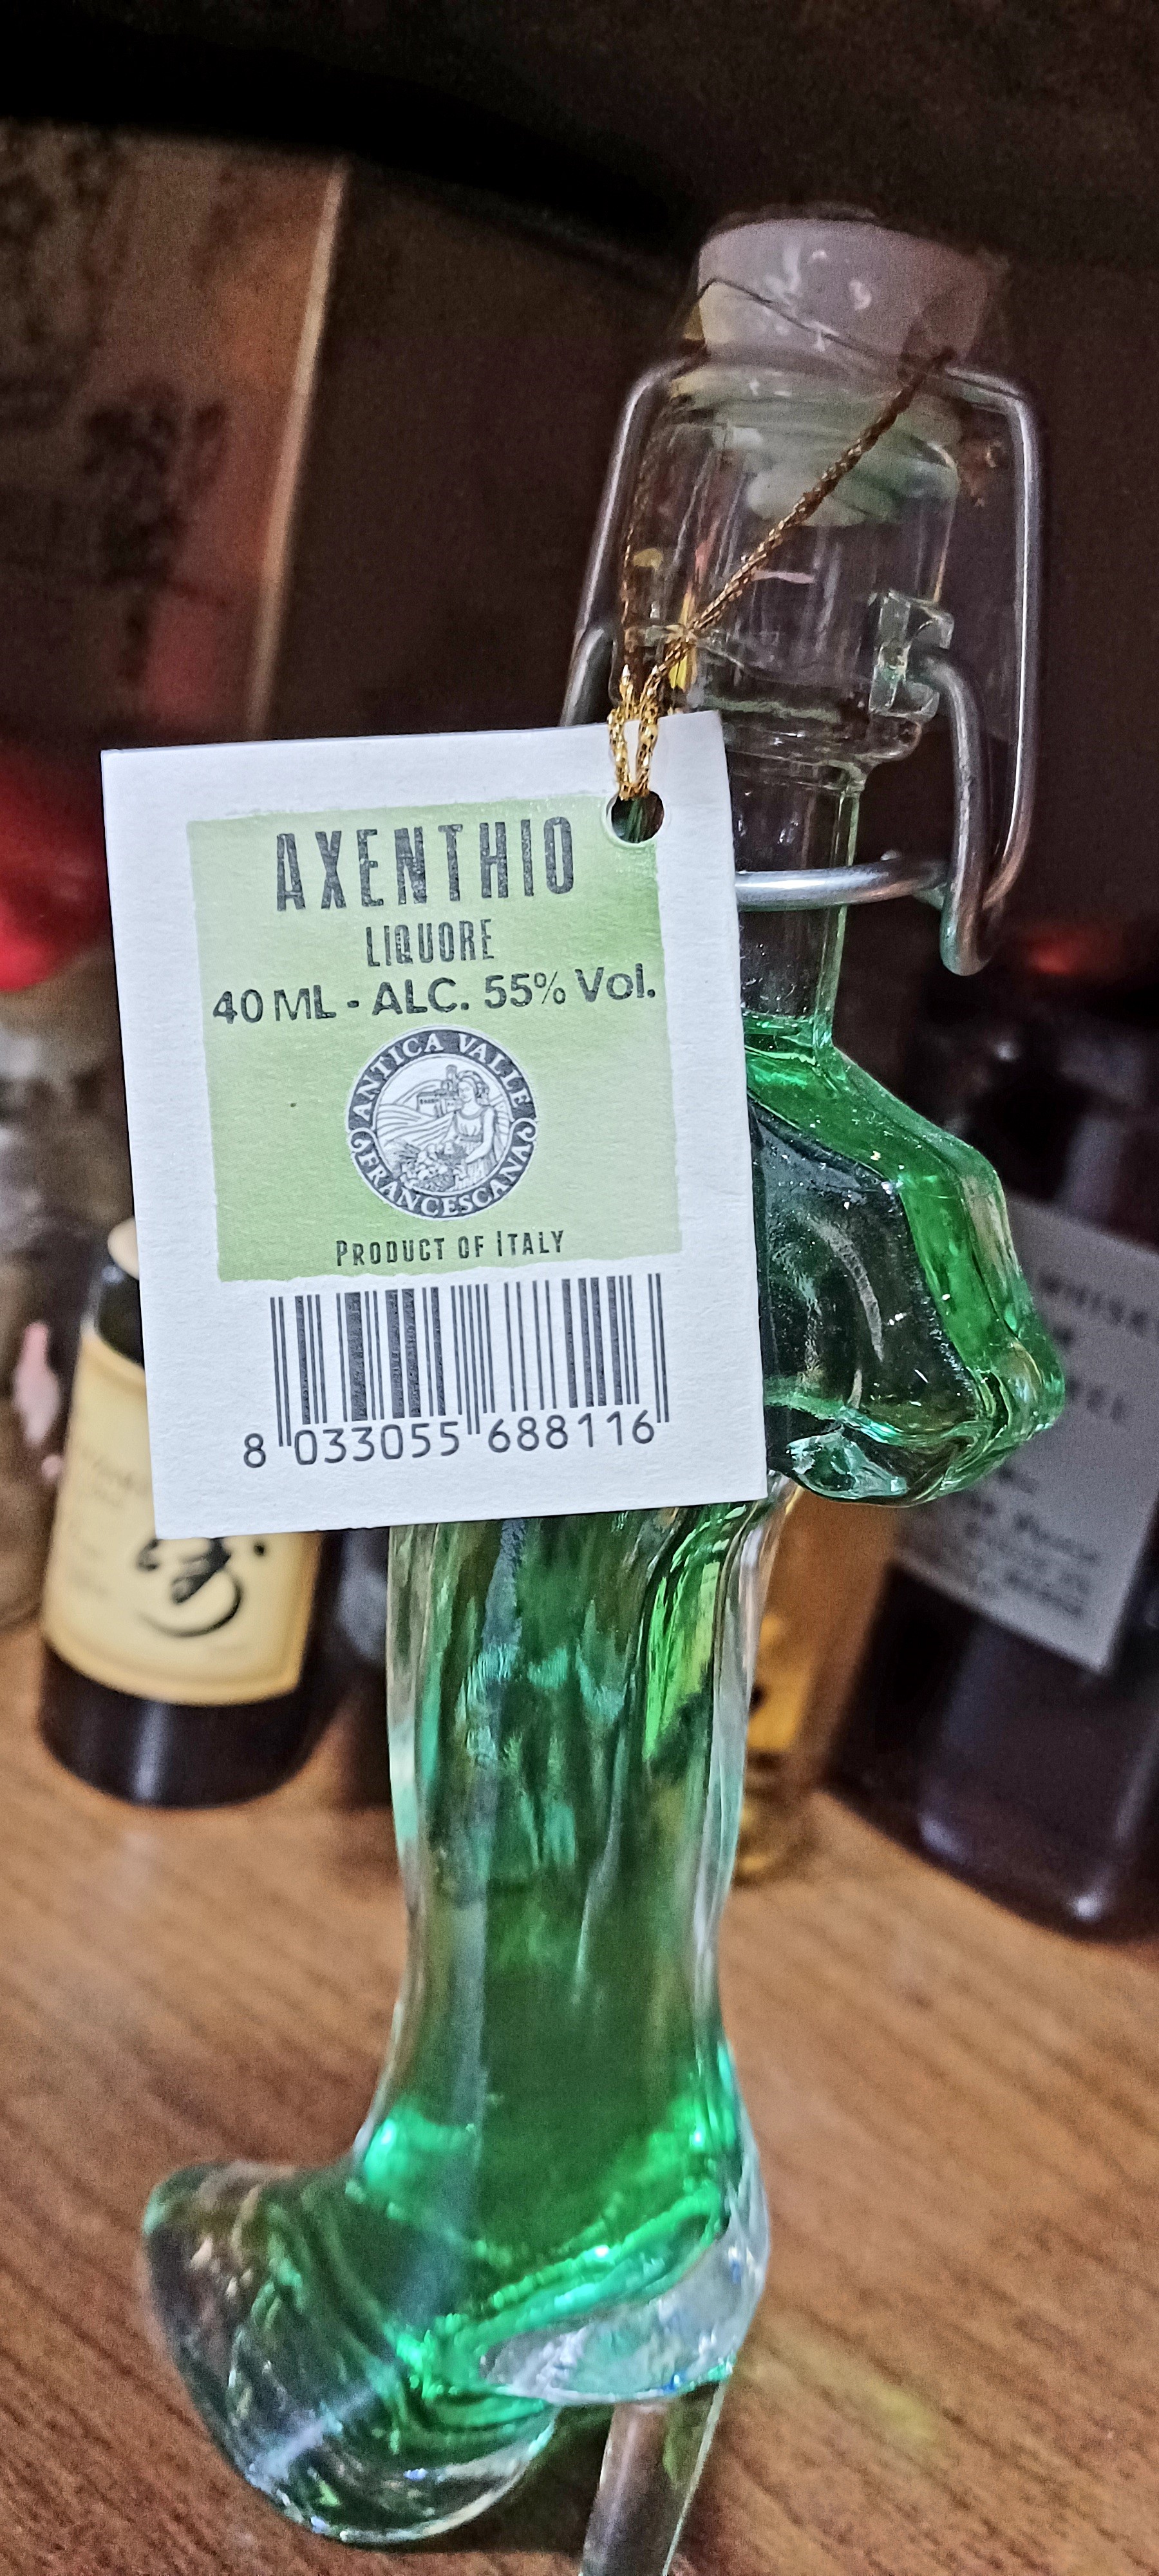 AXENTHIO
LIQUORE
40 ML - ALC. 55% Vol.
ANTICA VALLE
FRANCESCANA
PRODUCT OF ITALY
8 033055 688116